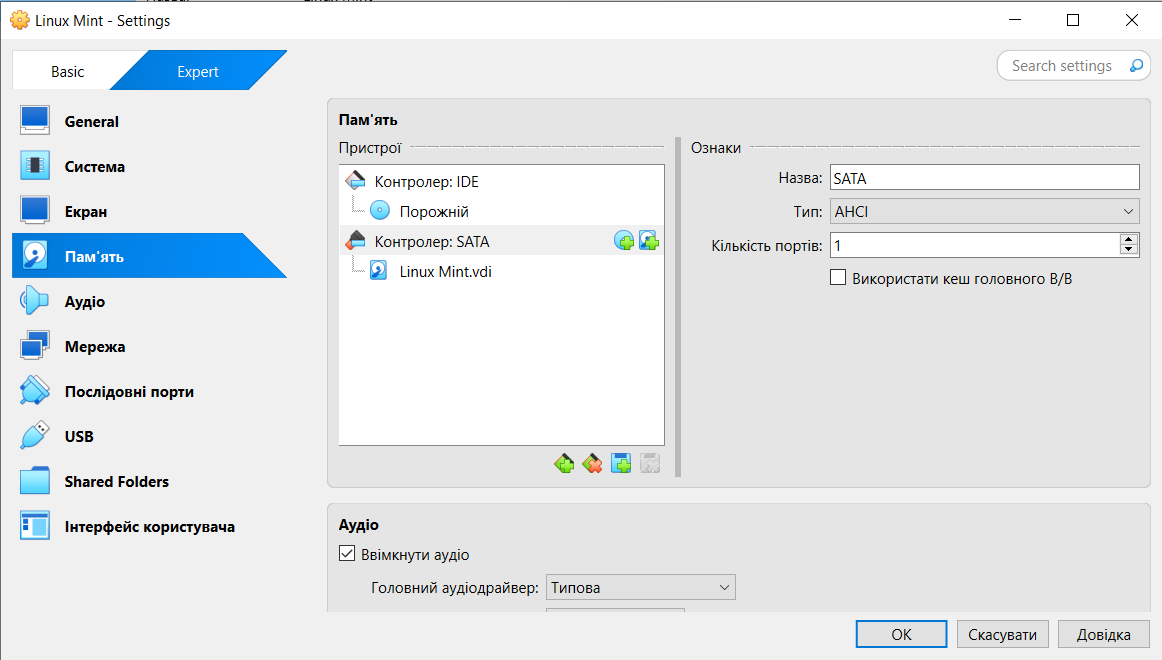 Linux Mint - Settings
Basic
Expert
Search settings
General
Система
Екран
Пам'ять
Аудіо
Мережа
Послідовні порти
USB
Shared Folders
Інтерфейс користувача
Пам'ять
Пристрої
Контролер: IDE
Порожній
Контролер: SATA
Linux Mint.vdi
Ознаки
Назва: SATA
Тип: AHCI
Кількість портів: 1
Використати кеш головного В/В
Аудіо
Ввімкнути аудіо
Головний аудіодрайвер: Типова
OK
Скасувати
Довідка